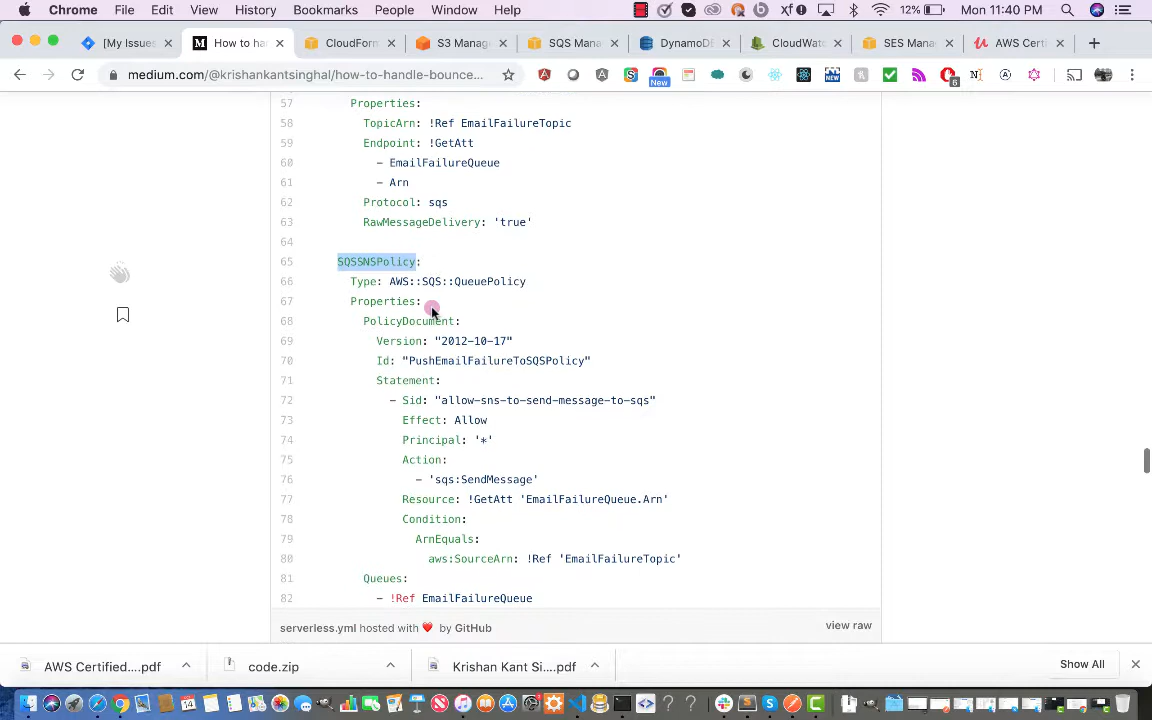 Chrome File Edit View History Bookmarks People Window Help 12% Mon 11:40 PM
[My Issues How to ha CloudForm S3 Manag SQS Mana DynamoDB CloudWat SES Mana AWS Certi
medium.com/@krishankantsinghal/how-to-handle-bounce...
New
6
57 Properties:
58 TopicArn: !Ref EmailFailureTopic
59 Endpoint: !GetAtt
60 - EmailFailureQueue
61 - Arn
62 Protocol: sqs
63 RawMessageDelivery: 'true'
64
65 SQSSNSPolicy:
66 Type: AWS::SQS::QueuePolicy
67 Properties:
68 PolicyDocument:
69 Version: "2012-10-17"
70 Id: "PushEmailFailureToSQSPolicy"
71 Statement:
72 - Sid: "allow-sns-to-send-message-to-sqs"
73 Effect: Allow
74 Principal: '*'
75 Action:
76 - 'sqs:SendMessage'
77 Resource: !GetAtt 'EmailFailureQueue.Arn'
78 Condition:
79 ArnEquals:
80 aws:SourceArn: !Ref 'EmailFailureTopic'
81 Queues:
82 - !Ref EmailFailureQueue
serverless.yml hosted with ❤ by GitHub view raw
AWS Certified....pdf code.zip Krishan Kant Si....pdf Show All